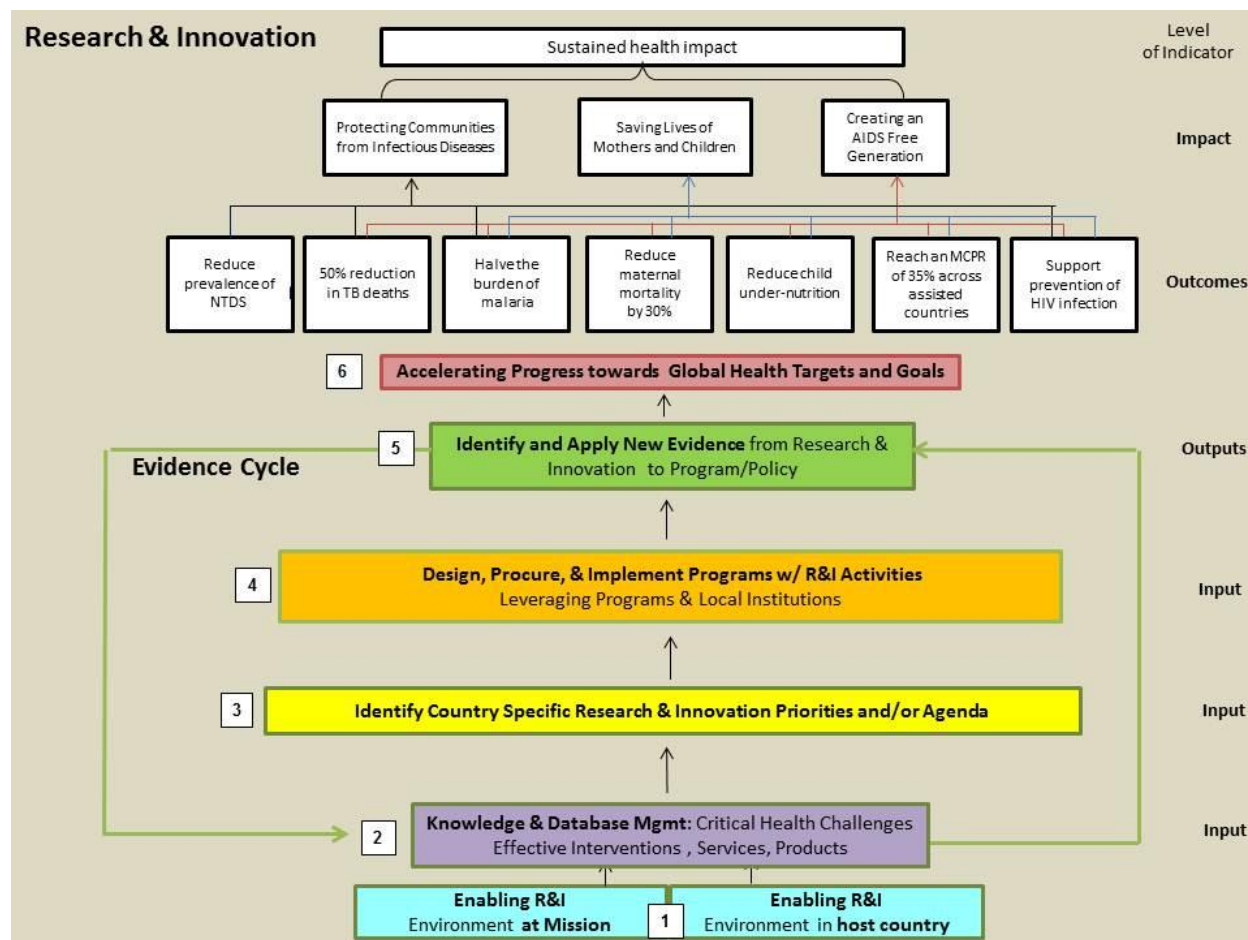 Research & Innovation
Sustained health impact
Level
of Indicator
Protecting Communities
from Infectious Diseases
Saving Lives of
Mothers and Children
Creating an
AIDS Free
Generation
Impact
Reduce
prevalence of
NTDS
50% reduction
in TB deaths
Halve the
burden of
malaria
Reduce
maternal
mortality
by 30%
Reduce child
under-nutrition
Reach an MCPR
of 35% across
assisted
countries
Support
prevention of
HIV infection
Outcomes
6
Accelerating Progress towards Global Health Targets and Goals
5
Identify and Apply New Evidence from Research &
Innovation to Program/Policy
Outputs
Evidence Cycle
4
Design, Procure, & Implement Programs w/ R&I Activities
Leveraging Programs & Local Institutions
Input
3
Identify Country Specific Research & Innovation Priorities and/or Agenda
Input
2
Knowledge & Database Mgmt: Critical Health Challenges
Effective Interventions , Services, Products
Input
Enabling R&I
Environment at Mission
1
Enabling R&I
Environment in host country